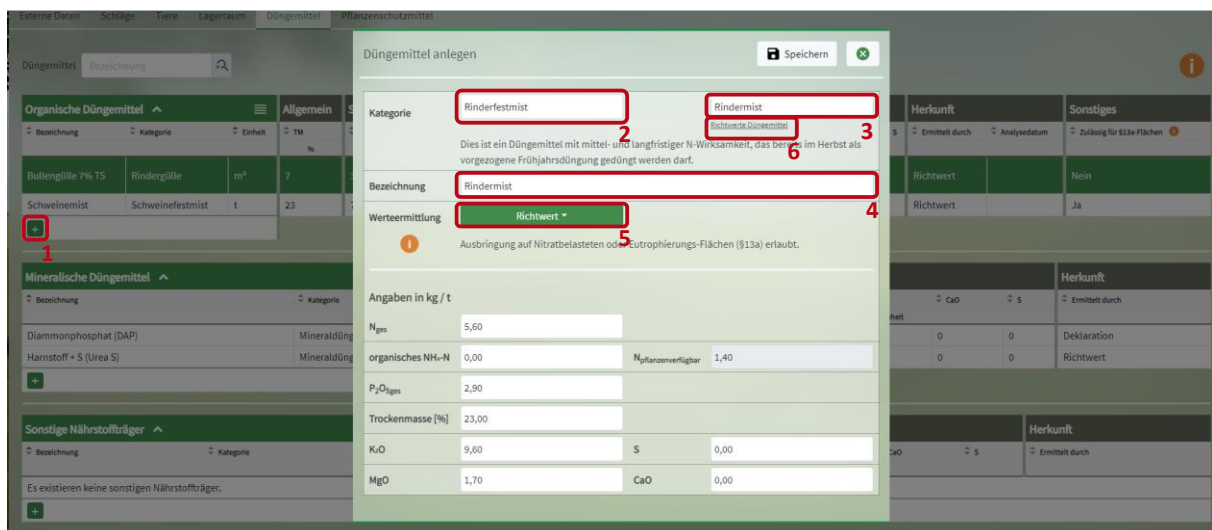 Externe Daten Schläge Tiere Lagerraum Düngemittel Pflanzenschutzmittel
Düngemittel Bezeichnung
Organische Düngemittel Allgemein
Bezeichnung Kategorie Einheit TM
%
Bullengülle 7% TS Rindergülle m³ 7
Schweinemist Schweinefestmist t 23
1
Mineralische Düngemittel
Bezeichnung Kategorie
Diammonphosphat (DAP)
Harnstoff + S (Urea S)
Sonstige Nährstoffträger
Bezeichnung Kategorie
Es existieren keine sonstigen Nährstoffträger.
Düngemittel anlegen Speichern
Kategorie Rinderfestmist 2 Rindermist 3
Richtwerte Düngemittel 6
Dies ist ein Düngemittel mit mittel- und langfristiger N-Wirksamkeit, das bereits im Herbst als
vorgezogene Frühjahrsdüngung gedüngt werden darf.
Bezeichnung Rindermist 4
Werteermittlung Richtwert 5
Ausbringung auf Nitratbelasteten oder Eutrophierungs-Flächen (§13a) erlaubt.
Angaben in kg / t
Nges 5,60
organisches NH₄-N 0,00 Npflanzenverfügbar 1,40
P₂O₅ges 2,90
Trockenmasse [%] 23,00
K₂O 9,60 S 0,00
MgO 1,70 CaO 0,00
Herkunft Sonstiges
S Ermittelt durch Analysedatum Zulässig für §13a-Flächen
Richtwert Nein
Richtwert Ja
Herkunft
CaO S Ermittelt durch
0 0 Deklaration
0 0 Richtwert
Herkunft
CaO S Ermittelt durch